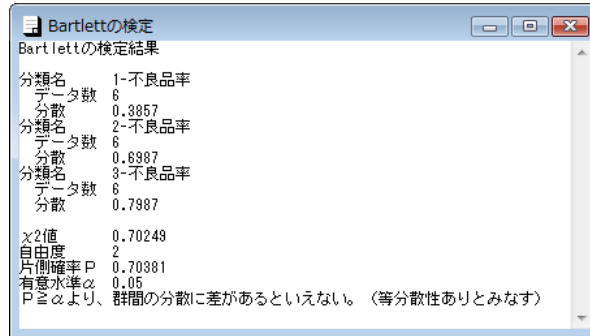 Bartlettの検定
Bartlettの検定結果
分類名 1-不良品率
データ数 6
分散 0.3857
分類名 2-不良品率
データ数 6
分散 0.6987
分類名 3-不良品率
データ数 6
分散 0.7987
χ2値 0.70249
自由度 2
片側確率P 0.70381
有意水準α 0.05
P≧αより、群間の分散に差があるといえない。（等分散性ありとみなす）